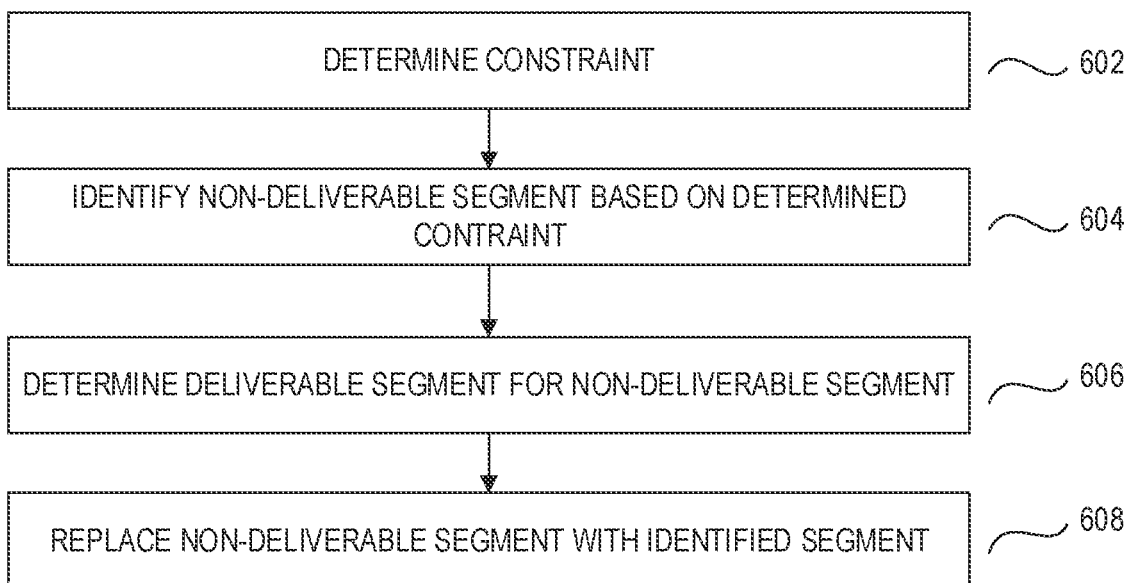 DETERMINE CONSTRAINT
602
IDENTIFY NON-DELIVERABLE SEGMENT BASED ON DETERMINED
CONTRAINT
604
DETERMINE DELIVERABLE SEGMENT FOR NON-DELIVERABLE SEGMENT
606
REPLACE NON-DELIVERABLE SEGMENT WITH IDENTIFIED SEGMENT
608